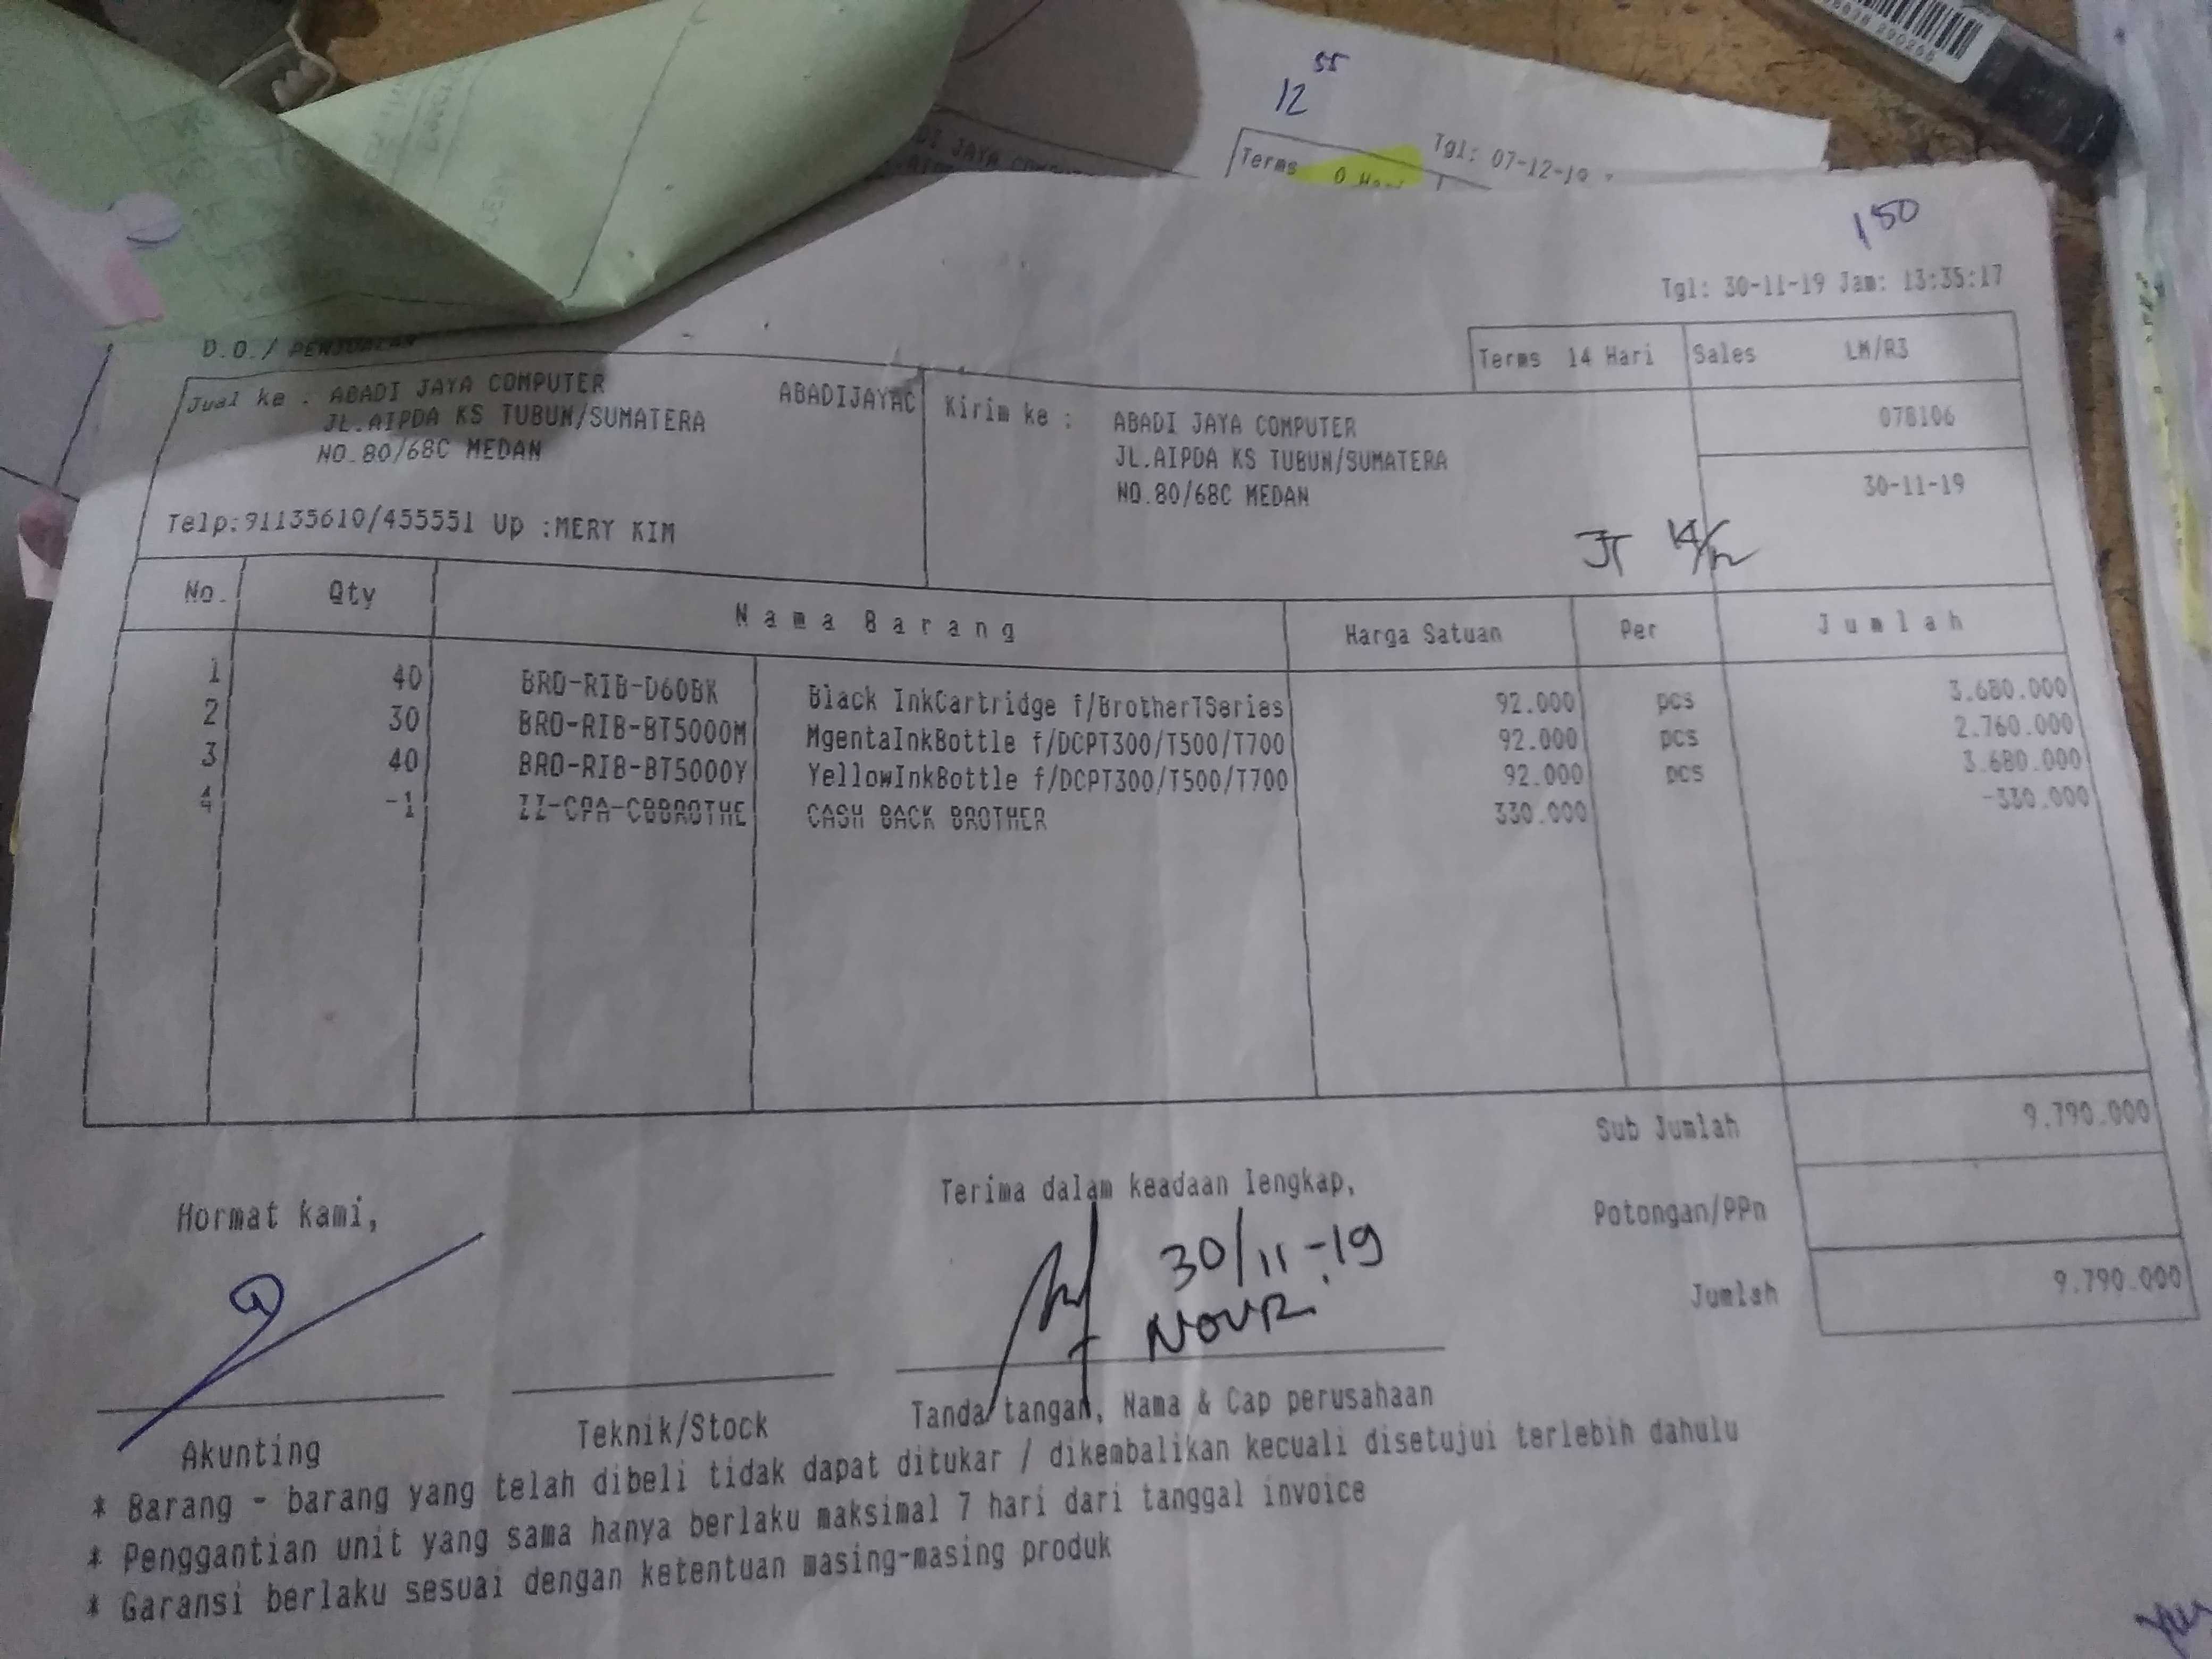 12 55
Tgl: 07-12-19
Terms 0 Hari
150
Tgl: 30-11-19 Jam: 13:35:17
D.O./ PENJUALAN
Terms 14 Hari Sales LM/R3
Jual ke : ABADI JAYA COMPUTER ABADIJAYAC Kirim ke : ABADI JAYA COMPUTER 078106
JL.AIPDA KS TUBUN/SUMATERA JL.AIPDA KS TUBUN/SUMATERA
NO.80/68C MEDAN NO.80/68C MEDAN 30-11-19
Telp:91135610/455551 Up :MERY KIM
JT 14/12
No. Qty Nama Barang Harga Satuan Per Jumlah
1 40 BRO-RIB-D60BK Black InkCartridge f/BrotherTSeries 92.000 pcs 3.680.000
2 30 BRO-RIB-BT5000M MgentaInkBottle f/DCPT300/T500/T700 92.000 pcs 2.760.000
3 40 BRO-RIB-BT5000Y YellowInkBottle f/DCPT300/T500/T700 92.000 pcs 3.680.000
4 -1 II-CPA-CBBROTHE CASH BACK BROTHER 330.000 -330.000
Sub Jumlah 9.790.000
Hormat kami, Terima dalam keadaan lengkap,
Potongan/PPn
30/11-19
NOVR
Jumlah 9.790.000
Akunting Teknik/Stock Tanda tangan, Nama & Cap perusahaan
* Barang - barang yang telah dibeli tidak dapat ditukar / dikembalikan kecuali disetujui terlebih dahulu
* Penggantian unit yang sama hanya berlaku maksimal 7 hari dari tanggal invoice
* Garansi berlaku sesuai dengan ketentuan masing-masing produk